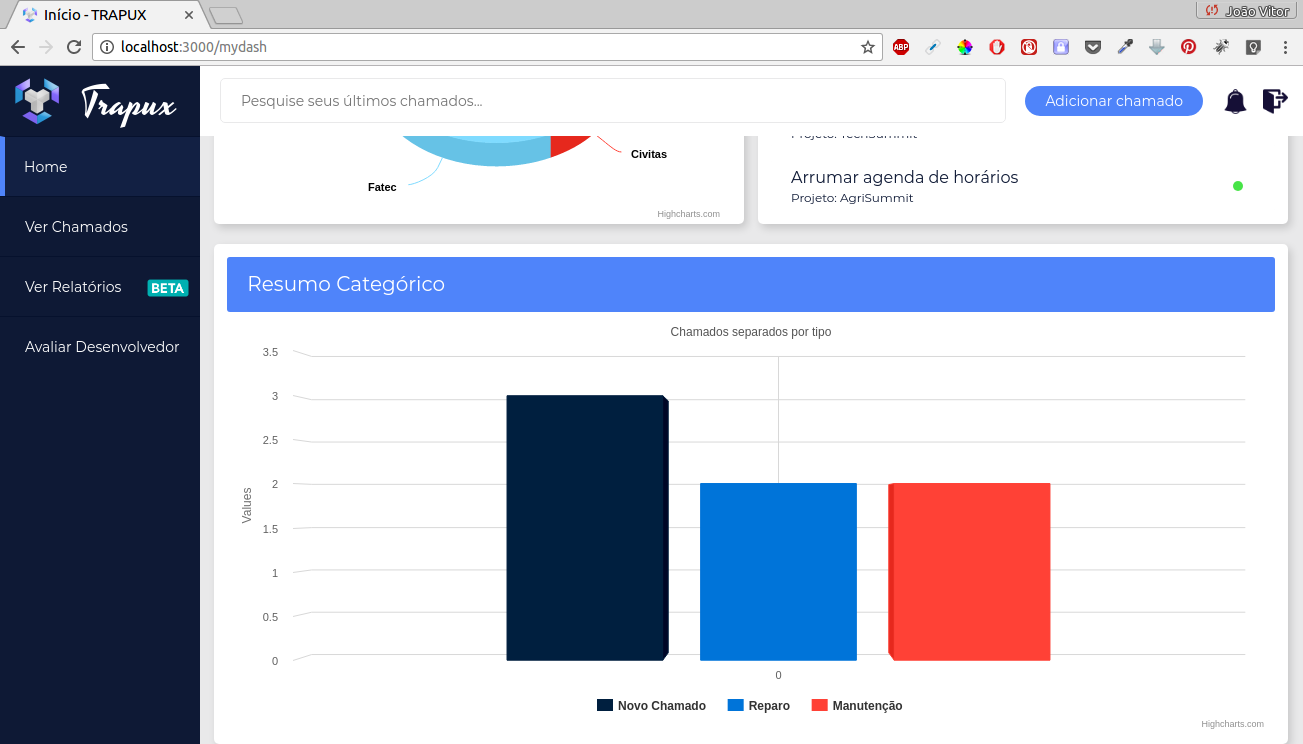 Início - TRAPUX
João Vitor
localhost:3000/mydash
ABP
Trapux
Pesquise seus últimos chamados...
Adicionar chamado
Home
Ver Chamados
Ver Relatórios BETA
Avaliar Desenvolvedor
Civitas
Fatec
Highcharts.com
Projeto: TechSummit
Arrumar agenda de horários
Projeto: AgriSummit
Resumo Categórico
Chamados separados por tipo
3.5
3
2.5
2
1.5
1
0.5
0
Values
0
Novo Chamado Reparo Manutenção
Highcharts.com